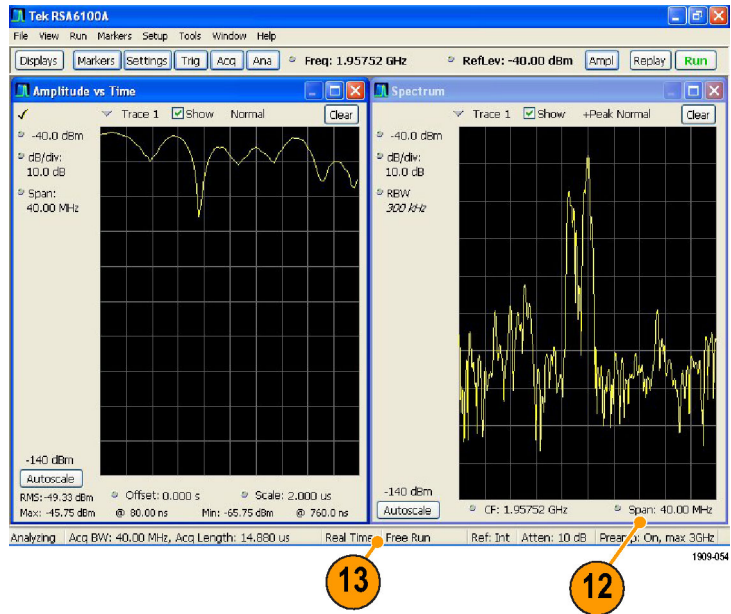 Tek RSA6100A
File View Run Markers Setup Tools Window Help
Displays Markers Settings Trig Acq Ana Freq: 1.95752 GHz RefLev: -40.00 dBm Ampl Replay Run
Amplitude vs Time
Trace 1 Show Normal Clear
-40.0 dBm
dB/div:
10.0 dB
Span:
40.00 MHz
-140 dBm
Autoscale
RMS: -49.33 dBm Offset: 0.000 s Scale: 2.000 us
Max: -45.75 dBm @ 80.00 ns Min: -65.75 dBm @ 760.0 ns
Spectrum
Trace 1 Show +Peak Normal Clear
-40.0 dBm
dB/div:
10.0 dB
RBW
300 kHz
-140 dBm
Autoscale CF: 1.95752 GHz Span: 40.00 MHz
Analyzing Acq BW: 40.00 MHz, Acq Length: 14.880 us Real Time Free Run Ref: Int Atten: 10 dB Preamp: On, max 3GHz
1909-054
13
12